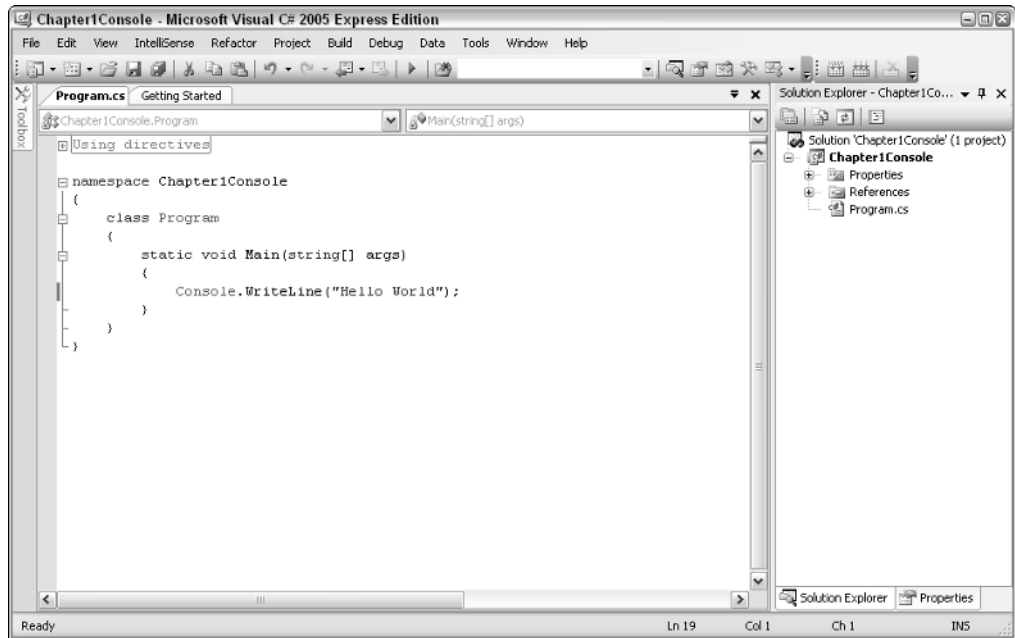 Chapter1Console - Microsoft Visual C# 2005 Express Edition
File Edit View IntelliSense Refactor Project Build Debug Data Tools Window Help
Toolbox
Program.cs Getting Started
Chapter1Console.Program
Main(string[] args)
Using directives
namespace Chapter1Console
{
class Program
{
static void Main(string[] args)
{
Console.WriteLine("Hello World");
}
}
}
Solution Explorer - Chapter1Co...
Solution 'Chapter1Console' (1 project)
Chapter1Console
Properties
References
Program.cs
Solution Explorer Properties
Ready Ln 19 Col 1 Ch 1 INS